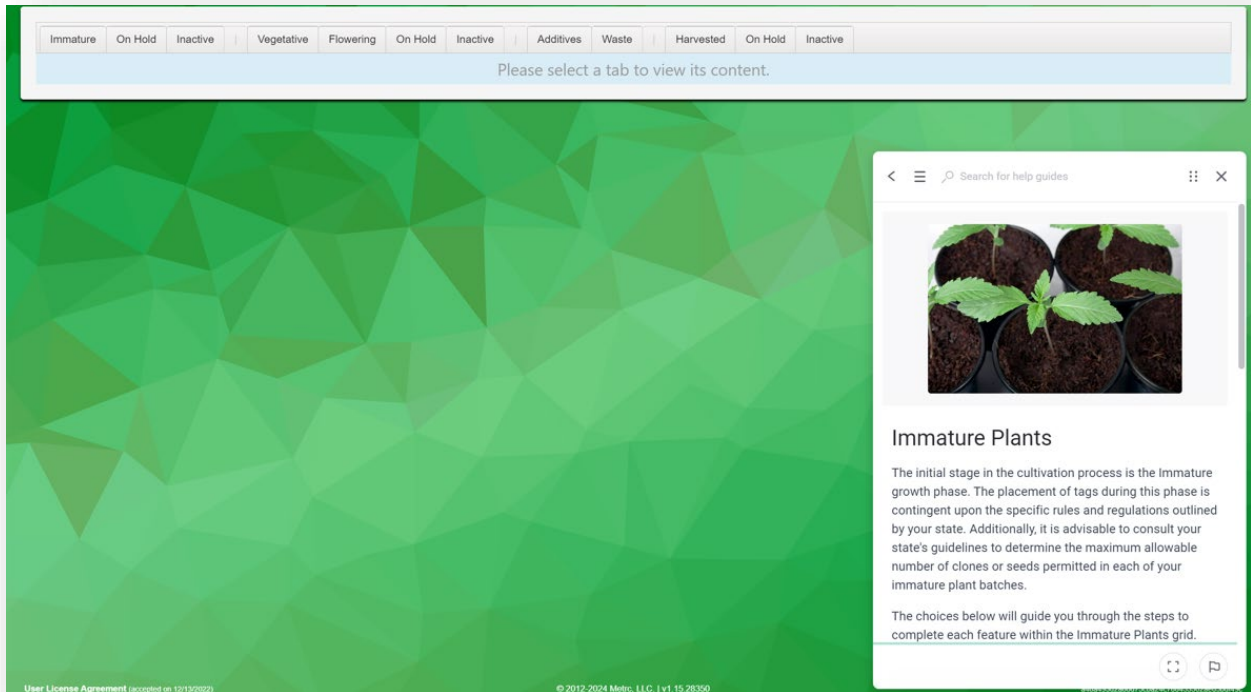 Immature On Hold Inactive | Vegetative Flowering On Hold Inactive | Additives Waste | Harvested On Hold Inactive
Please select a tab to view its content.
Search for help guides
Immature Plants
The initial stage in the cultivation process is the Immature
growth phase. The placement of tags during this phase is
contingent upon the specific rules and regulations outlined
by your state. Additionally, it is advisable to consult your
state's guidelines to determine the maximum allowable
number of clones or seeds permitted in each of your
immature plant batches.
The choices below will guide you through the steps to
complete each feature within the Immature Plants grid.
User License Agreement (accepted on 12/13/2022)
© 2012-2024 Metrc, LLC. | v1.15.28350